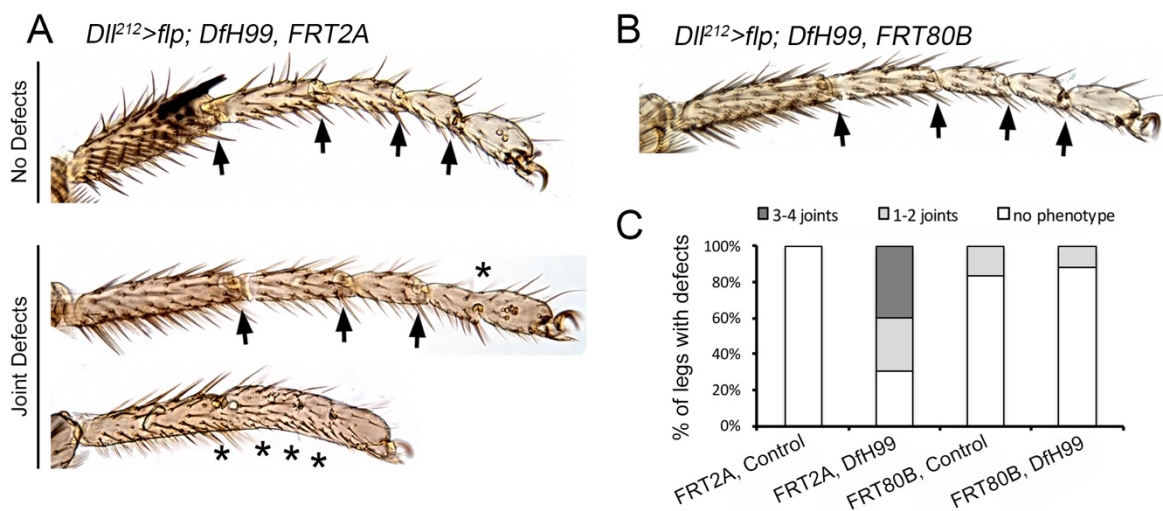 A Dll²¹²>flp; DfH99, FRT2A
B Dll²¹²>flp; DfH99, FRT80B
No Defects
Joint Defects
*
* * * *
C
3-4 joints 1-2 joints no phenotype
% of legs with defects
100%
80%
60%
40%
20%
0%
FRT2A, Control
FRT2A, DfH99
FRT80B, Control
FRT80B, DfH99